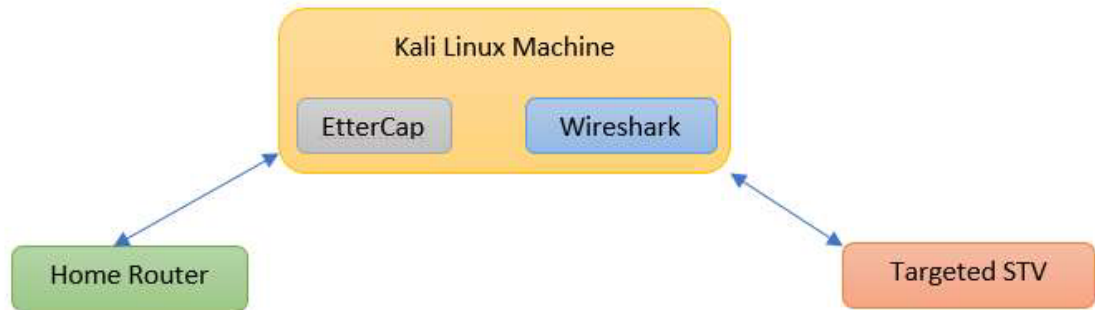 Kali Linux Machine
EtterCap
Wireshark
Home Router
Targeted STV